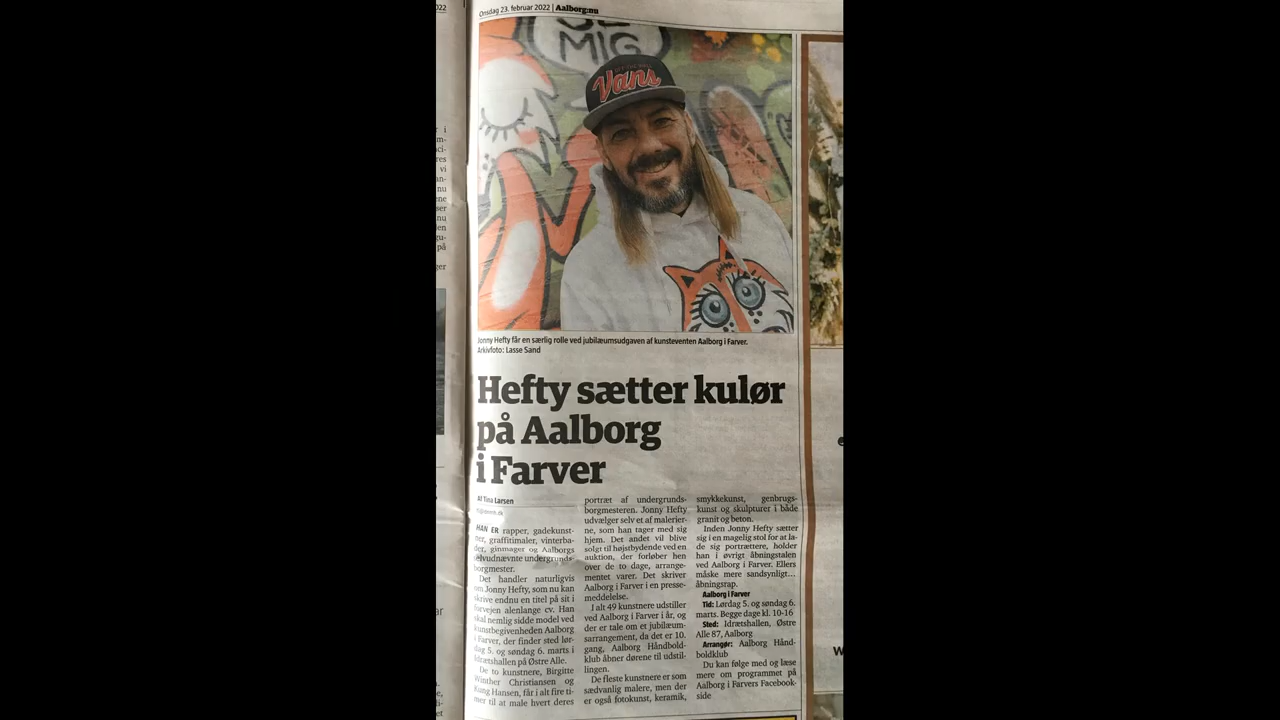 Onsdag 23. februar 2022 | Aalborg:nu
MIG
Vans
Jonny Hefty får en særlig rolle ved jubilæumsudgaven af kunsteventen Aalborg i Farver.
Arkivfoto: Lasse Sand
Hefty sætter kulør
på Aalborg
i Farver
Af Tina Larsen
HAN ER rapper, gadekunst-
ner, graffitimaler, vinterba-
der, ginmager og Aalborgs
selvudnævnte undergrunds-
borgmester.
Det handler naturligvis
om Jonny Hefty, som nu kan
skrive endnu en titel på sit i
forvejen alenlange cv. Han
skal nemlig sidde model ved
kunstbegivenheden Aalborg
i Farver, der finder sted lør-
dag 5. og søndag 6. marts i
Idrætshallen på Østre Alle.
De to kunstnere, Birgitte
Winther Christiansen og
Kung Hansen, får i alt fire ti-
mer til at male hvert deres
portræt af undergrunds-
borgmesteren. Jonny Hefty
udvælger selv et af malerier-
ne, som han tager med sig
hjem. Det andet vil blive
solgt til højstbydende ved en
auktion, der forløber hen
over de to dage, arrange-
mentet varer. Det skriver
Aalborg i Farver i en presse-
meddelelse.
I alt 49 kunstnere udstiller
ved Aalborg i Farver i år, og
der er tale om et jubilæum-
sarrangement, da det er 10.
gang, Aalborg Håndbold-
klub åbner dørene til udstil-
lingen.
De fleste kunstnere er som
sædvanlig malere, men der
er også fotokunst, keramik,
smykkekunst, genbrugs-
kunst og skulpturer i både
granit og beton.
Inden Jonny Hefty sætter
sig i en magelig stol for at la-
de sig portrættere, holder
han i øvrigt åbningstalen
ved Aalborg i Farver. Ellers
måske mere sandsynligt...
åbningsrap.
Aalborg i Farver
Tid: Lørdag 5. og søndag 6.
marts. Begge dage kl. 10-16
Sted: Idrætshallen, Østre
Alle 87, Aalborg
Arrangør: Aalborg Hånd-
boldklub
Du kan følge med og læse
mere om programmet på
Aalborg i Farvers Facebook-
side